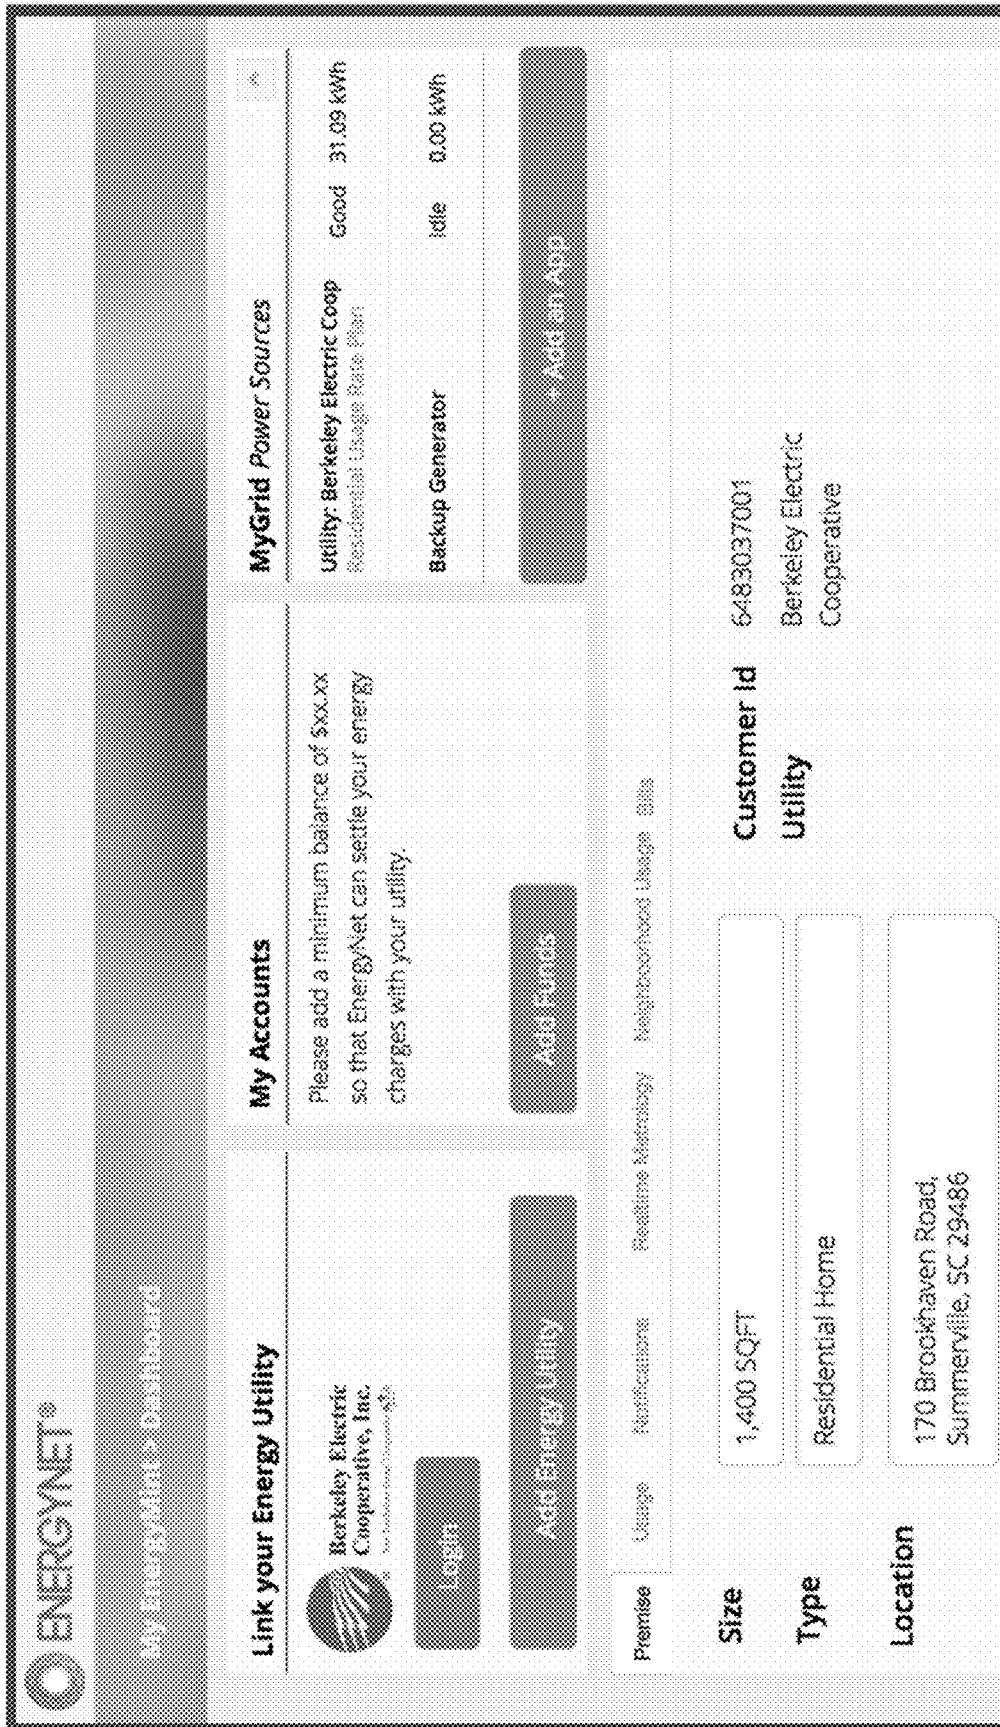 ENERGYNET®
My EnergyNet > Dashboard
Link your Energy Utility
Berkeley Electric
Cooperative, Inc.
Login
Add Energy Utility
My Accounts
Please add a minimum balance of $xx.xx
so that EnergyNet can settle your energy
charges with your utility.
Add Funds
MyGrid Power Sources
Utility: Berkeley Electric Coop Good 31.09 kWh
Residential Usage Rate Plan
Backup Generator Idle 0.00 kWh
+ Add an App
Premise Usage Notifications Realtime Metrology Neighborhood Usage Bills
Size 1,400 SQFT
Type Residential Home
Location 170 Brookhaven Road,
Summerville, SC 29486
Customer Id 6483037001
Utility Berkeley Electric
Cooperative